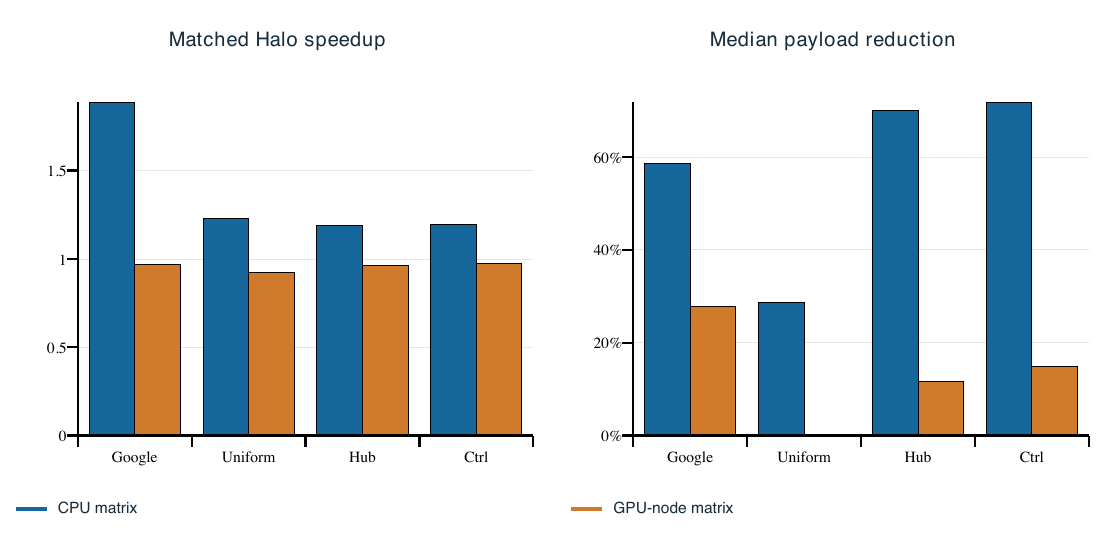 Matched Halo speedup
1.5
1
0.5
0
Google Uniform Hub Ctrl
CPU matrix
Median payload reduction
60%
40%
20%
0%
Google Uniform Hub Ctrl
GPU-node matrix